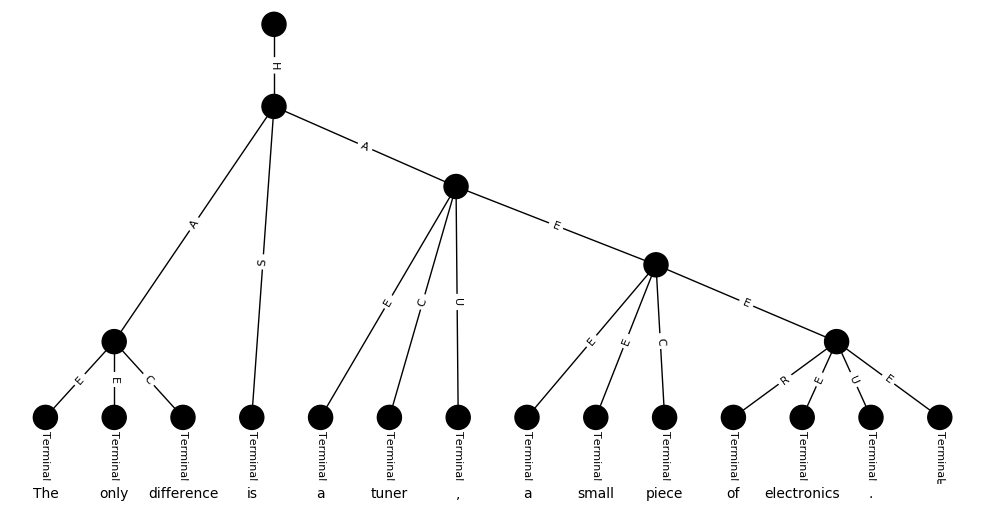 H
A
A
S
E
E
C
U
E
E
E
C
E
E
C
R
E
U
E
Terminal Terminal Terminal Terminal Terminal Terminal Terminal Terminal Terminal Terminal Terminal Terminal Terminal
The only difference is a tuner , a small piece of electronics .